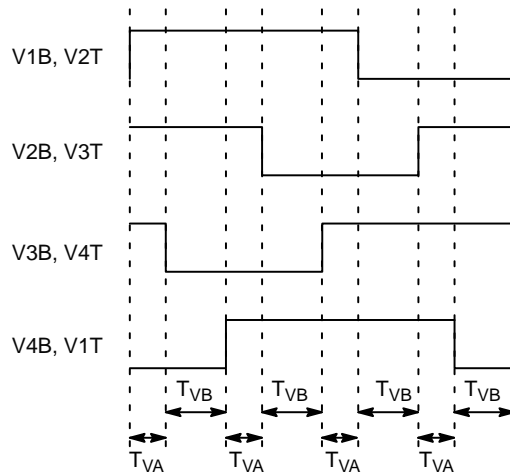 V1B, V2T
V2B, V3T
V3B, V4T
V4B, V1T
TVB TVB TVB TVB
TVA TVA TVA TVA